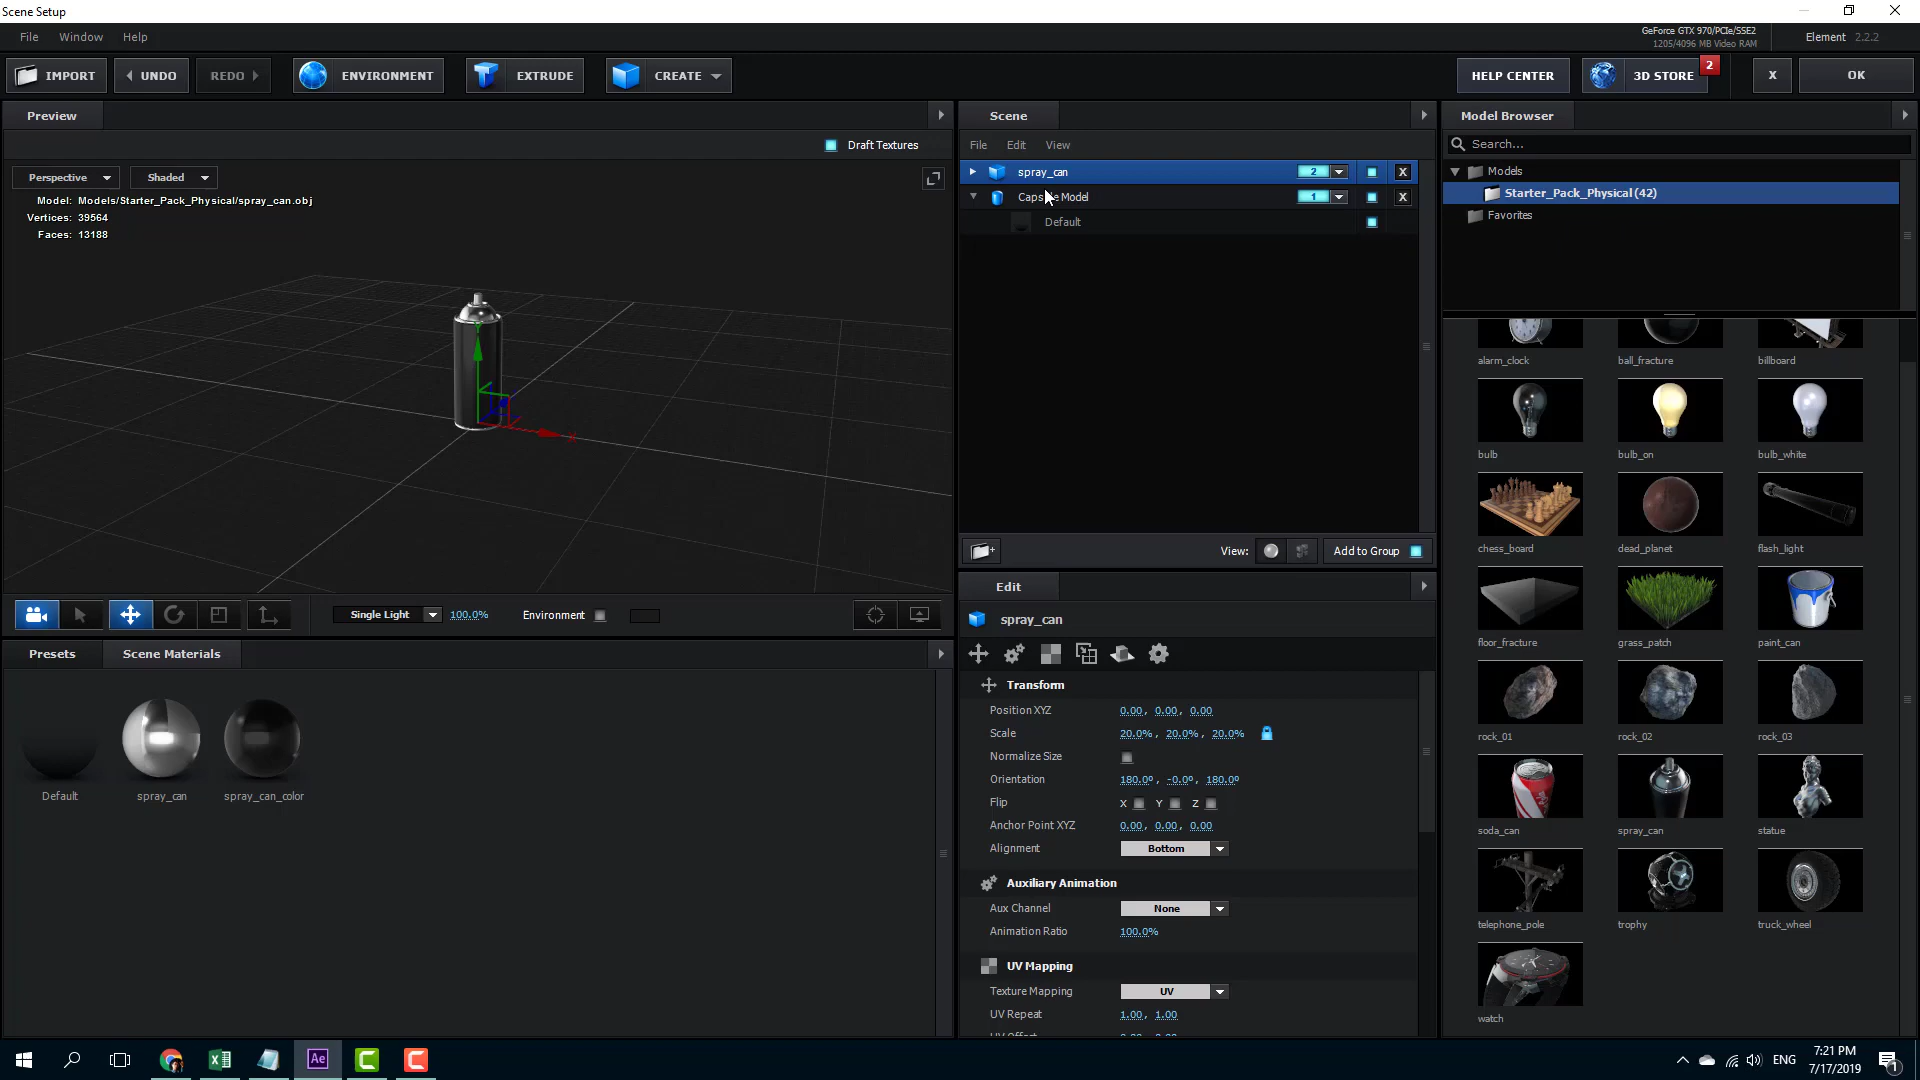 Scene Setup
File Window Help
GeForce GTX 970/PCIe/SSE2
1205/4096 MB Video RAM
Element 2.2.2
IMPORT UNDO REDO ENVIRONMENT EXTRUDE CREATE HELP CENTER 3D STORE 2 X OK
Preview
Draft Textures
Perspective Shaded
Model: Models/Starter_Pack_Physical/spray_can.obj
Vertices: 39564
Faces: 13188
Y
X
Single Light 100.0% Environment
Presets Scene Materials
Default spray_can spray_can_color
Scene
File Edit View
spray_can 2 X
Capsule Model 1 X
Default
View: Add to Group
Edit
spray_can
Transform
Position XYZ 0.00, 0.00, 0.00
Scale 20.0%, 20.0%, 20.0%
Normalize Size
Orientation 180.0º, -0.0º, 180.0º
Flip X Y Z
Anchor Point XYZ 0.00, 0.00, 0.00
Alignment Bottom
Auxiliary Animation
Aux Channel None
Animation Ratio 100.0%
UV Mapping
Texture Mapping UV
UV Repeat 1.00, 1.00
Model Browser
Search...
Models
Starter_Pack_Physical (42)
Favorites
alarm_clock ball_fracture billboard
bulb bulb_on bulb_white
chess_board dead_planet flash_light
floor_fracture grass_patch paint_can
rock_01 rock_02 rock_03
soda_can spray_can statue
telephone_pole trophy truck_wheel
watch
Ae
ENG
7:21 PM
7/17/2019
1